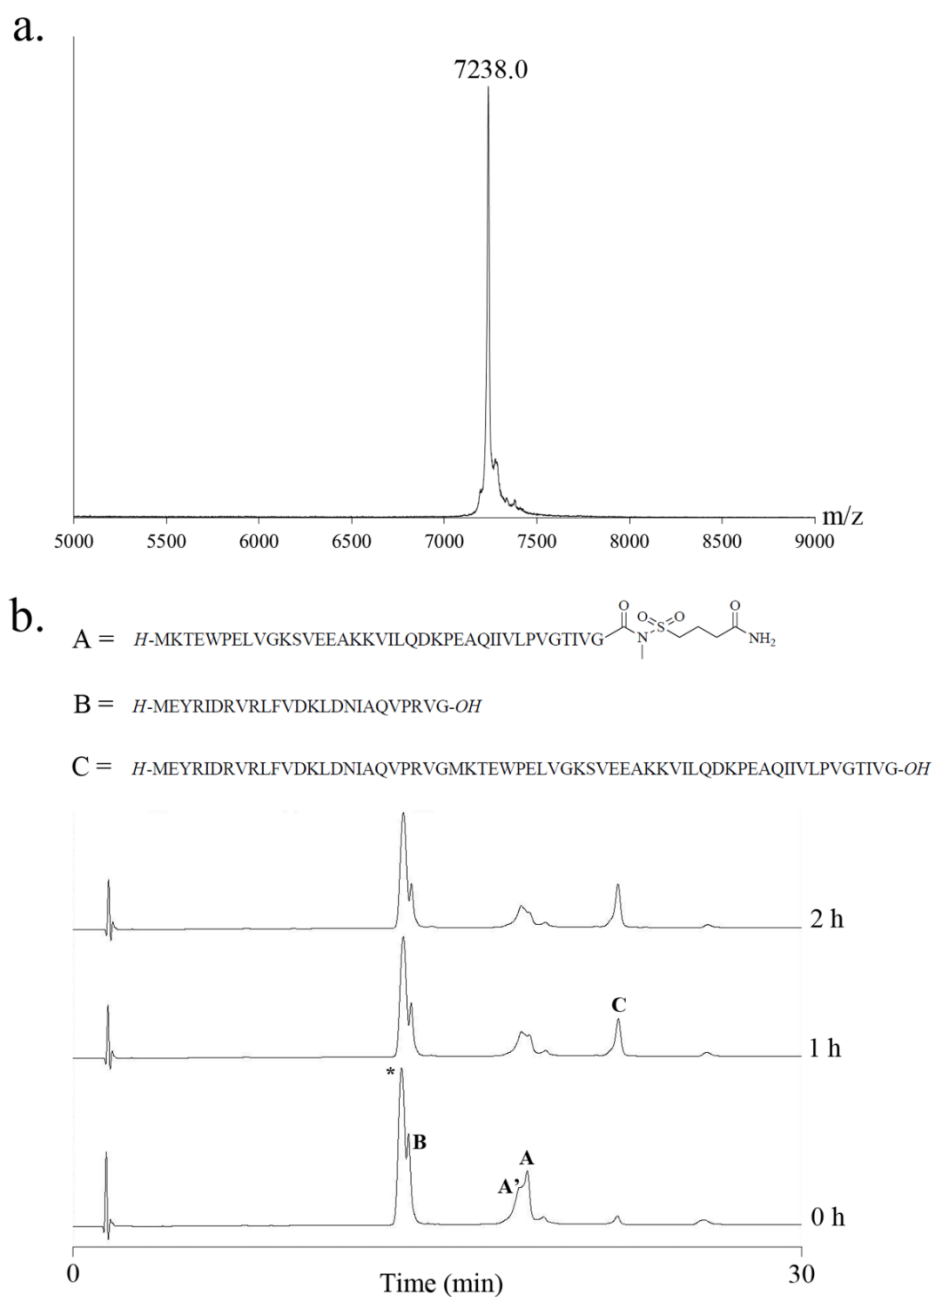 a.
7238.0
m/z
5000 5500 6000 6500 7000 7500 8000 8500 9000
b.
A = H-MKTEWPELVGKSVEEAKKVILQDKPEAQIIVLPVGTIVG
O O O O
N S NH2
B = H-MEYRIDRVRLFVDKLDNIAQVPRVG-OH
C = H-MEYRIDRVRLFVDKLDNIAQVPRVGMKTEWPELVGKSVEEAKKVILQDKPEAQIIVLPVGTIVG-OH
2 h
C
1 h
*
B
A
A’
0 h
0 30
Time (min)